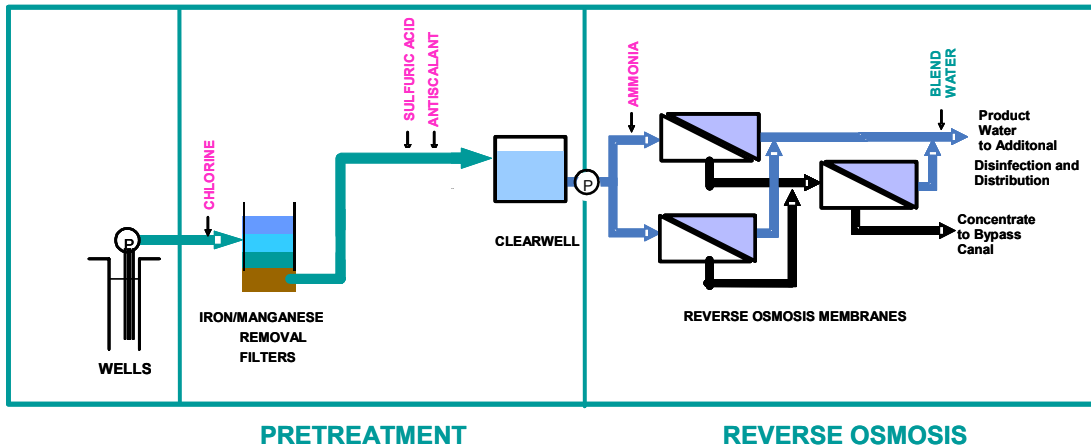 SULFURIC ACID
ANTISCALANT
AMMONIA
BLEND
WATER
Product
Water
to Additonal
Disinfection and
Distribution
CHLORINE
P
P
CLEARWELL
Concentrate
to Bypass
Canal
IRON/MANGANESE
REMOVAL
FILTERS
REVERSE OSMOSIS MEMBRANES
WELLS
PRETREATMENT
REVERSE OSMOSIS